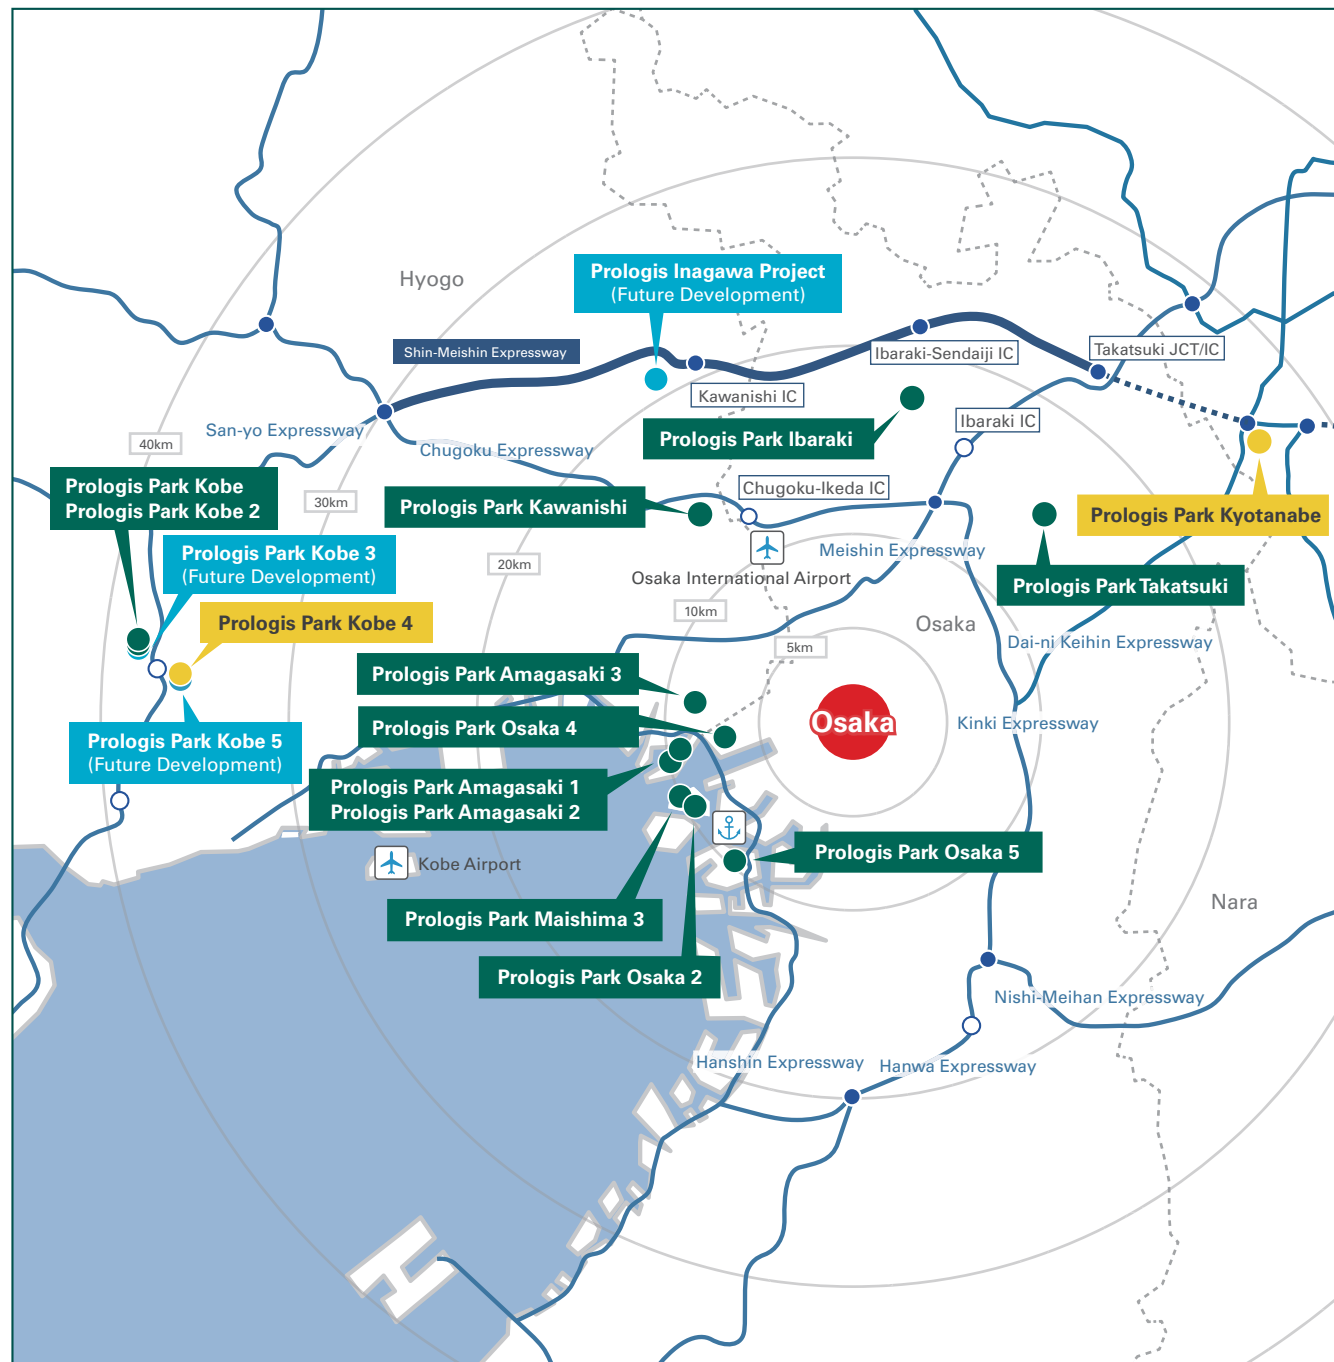 Hyogo
Prologis Inagawa Project
(Future Development)
Shin-Meishin Expressway
Ibaraki-Sendaiji IC
Takatsuki JCT/IC
Kawanishi IC
San-yo Expressway
40km
Chugoku Expressway
Prologis Park Ibaraki
Ibaraki IC
Prologis Park Kobe
Prologis Park Kobe 2
30km
Prologis Park Kawanishi
Chugoku-Ikeda IC
Prologis Park Kyotanabe
Prologis Park Kobe 3
(Future Development)
20km
Meishin Expressway
Osaka International Airport
Prologis Park Takatsuki
10km
Prologis Park Kobe 4
Osaka
5km
Dai-ni Keihin Expressway
Prologis Park Amagasaki 3
Prologis Park Osaka 4
Osaka
Kinki Expressway
Prologis Park Kobe 5
(Future Development)
Prologis Park Amagasaki 1
Prologis Park Amagasaki 2
Prologis Park Osaka 5
Kobe Airport
Nara
Prologis Park Maishima 3
Prologis Park Osaka 2
Nishi-Meihan Expressway
Hanshin Expressway
Hanwa Expressway